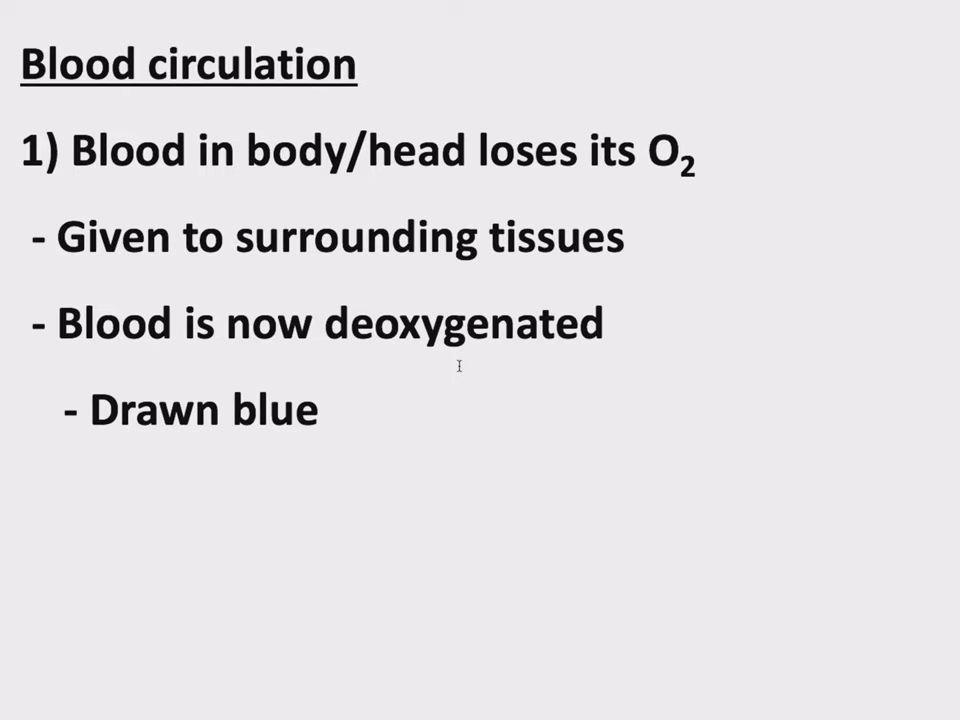 Blood circulation
1) Blood in body/head loses its O₂
- Given to surrounding tissues
- Blood is now deoxygenated
- Drawn blue